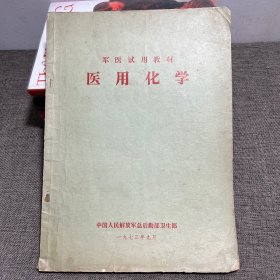 军医试用教材
医用化学
中国人民解放军总后勤部卫生部
一九七三年九月